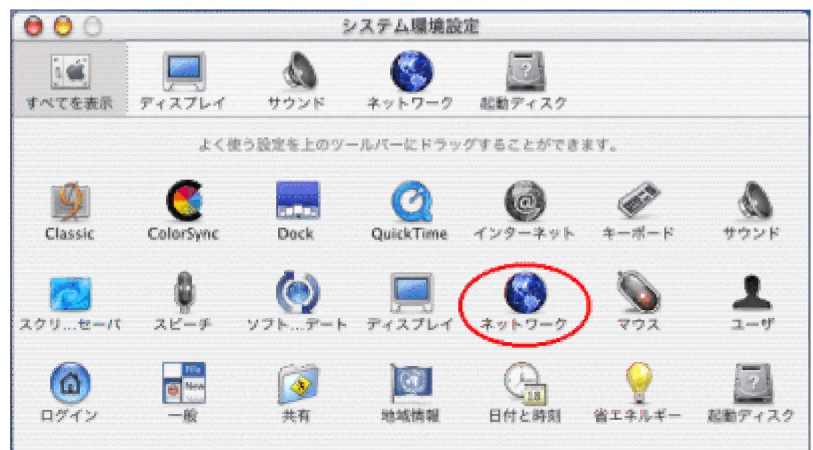 システム環境設定
すべてを表示 ディスプレイ サウンド ネットワーク 起動ディスク
よく使う設定を上のツールバーにドラッグすることができます。
Classic ColorSync Dock QuickTime インターネット キーボード サウンド
スクリ...セーバ スピーチ ソフト...デート ディスプレイ ネットワーク マウス ユーザ
File
New
18
ログイン 一般 共有 地域情報 日付と時刻 省エネルギー 起動ディスク